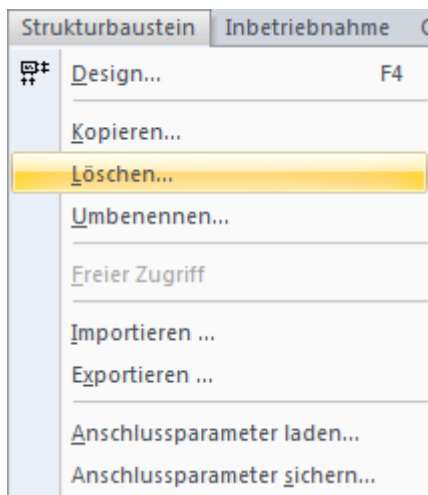 Strukturbaustein Inbetriebnahme
Design... F4
Kopieren...
Löschen...
Umbenennen...
Freier Zugriff
Importieren ...
Exportieren ...
Anschlussparameter laden...
Anschlussparameter sichern...